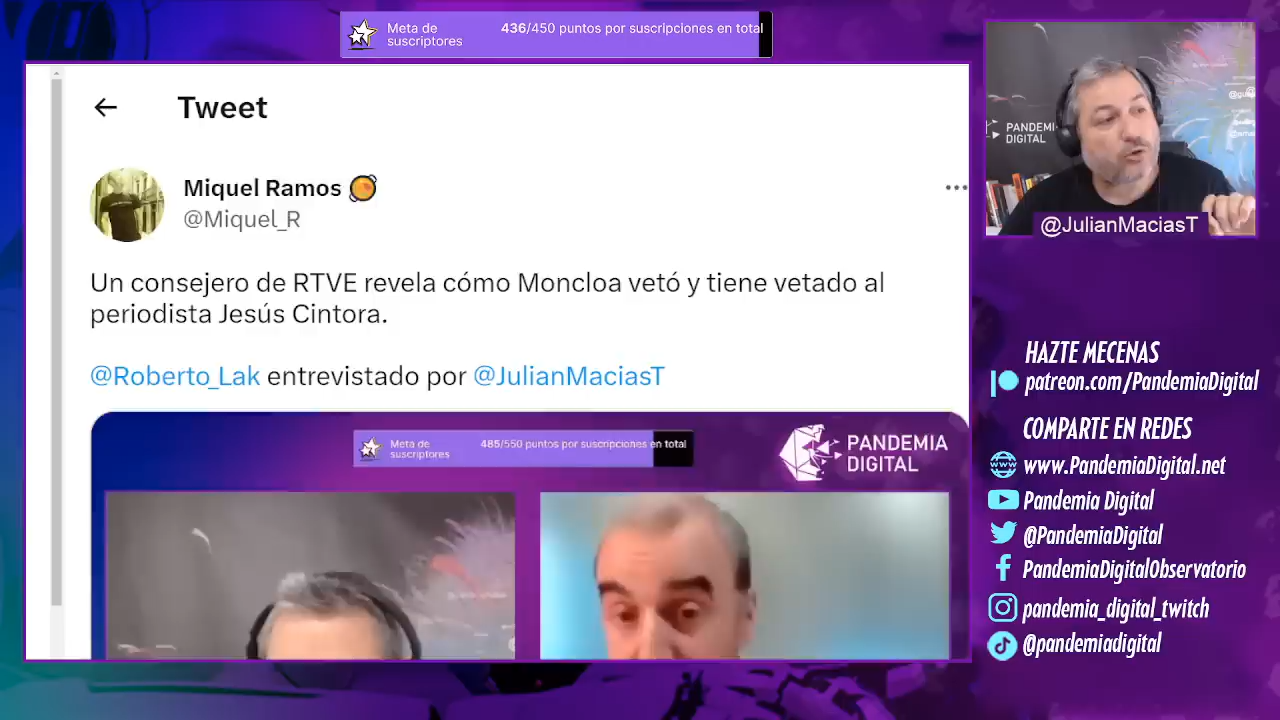 Meta de
suscriptores
436/450 puntos por suscripciones en total
Tweet
Miquel Ramos
@Miquel_R
Un consejero de RTVE revela cómo Moncloa vetó y tiene vetado al
periodista Jesús Cintora.
@Roberto_Lak entrevistado por @JulianMaciasT
Meta de
suscriptores
485/550 puntos por suscripciones en total
PANDEMIA
DIGITAL
PANDEMI
DIGITAL
@JulianMaciasT
HAZTE MECENAS
patreon.com/PandemiaDigital
COMPARTE EN REDES
www.PandemiaDigital.net
Pandemia Digital
@PandemiaDigital
PandemiaDigitalObservatorio
pandemia_digital_twitch
@pandemiadigital